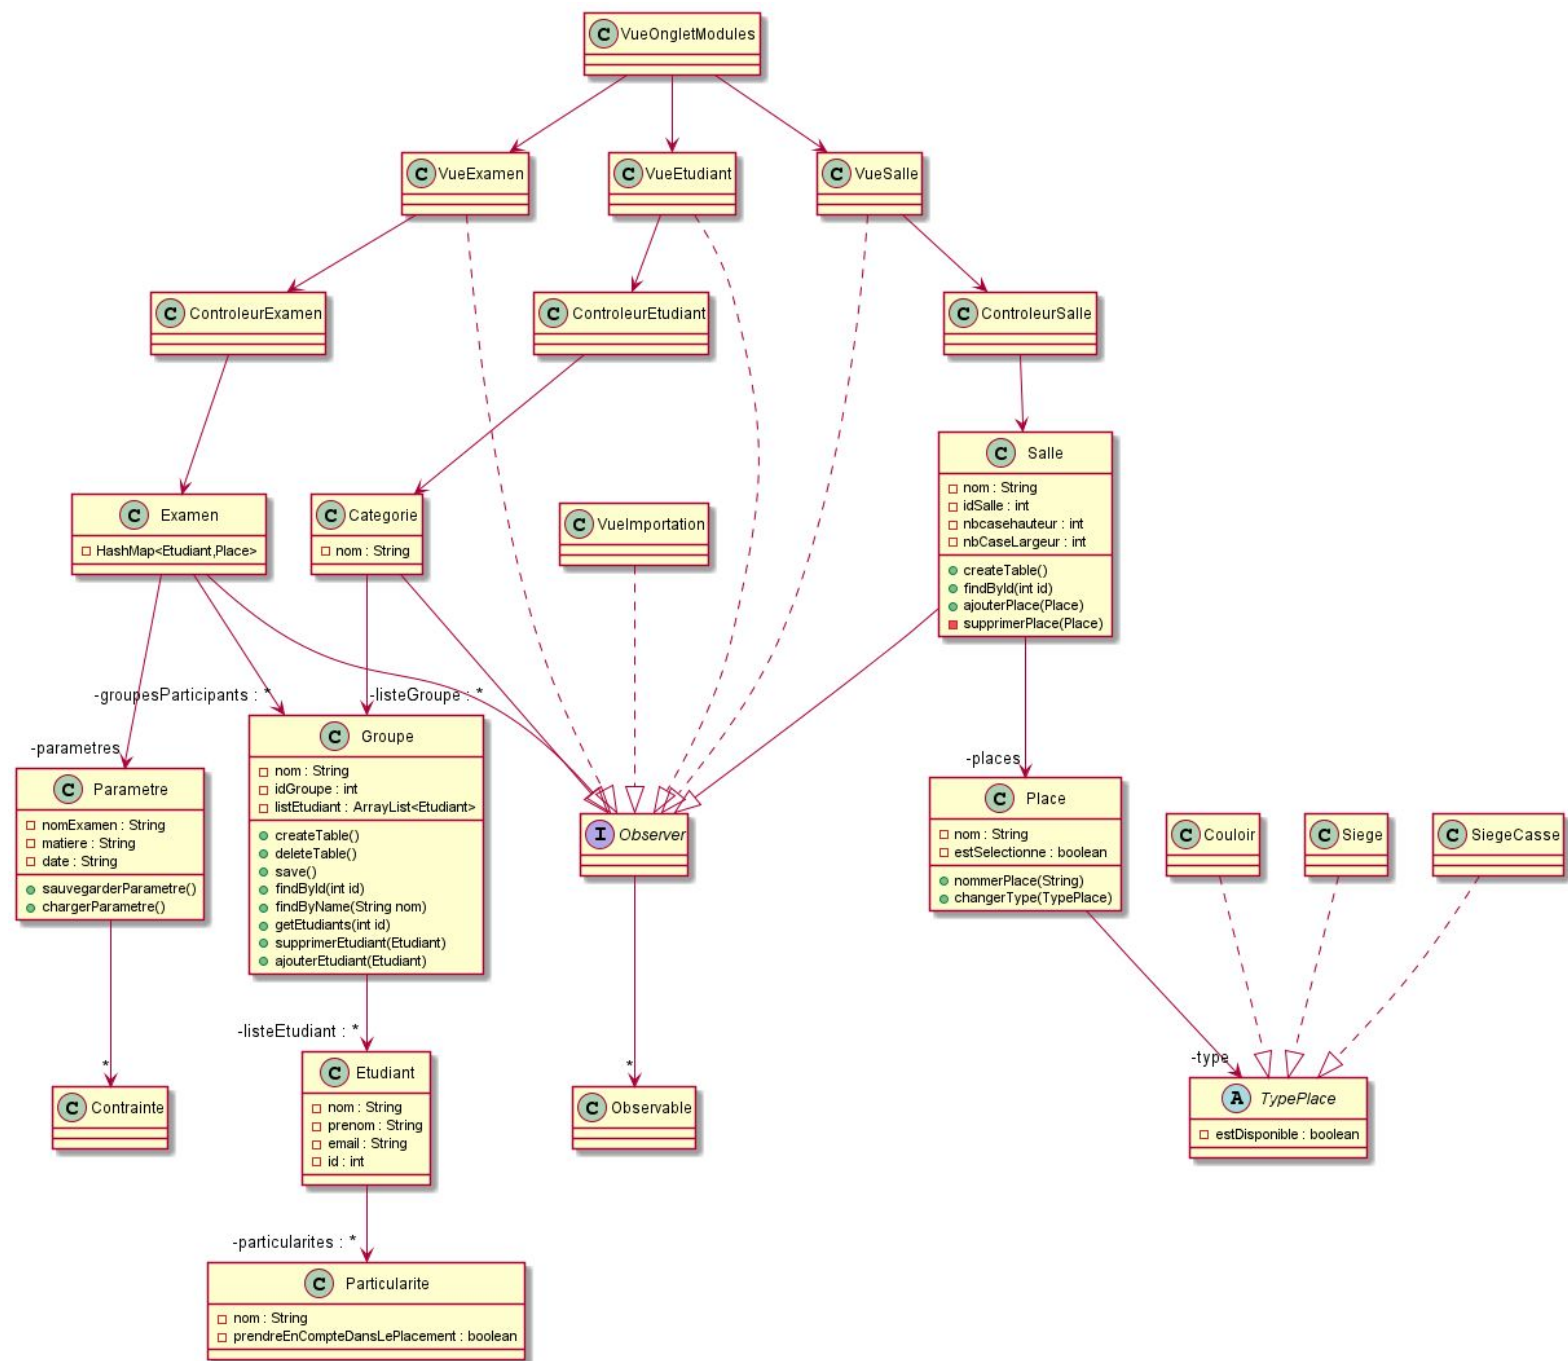 C VueOngletModules
C VueExamen
C VueEtudiant
C VueSalle
C ControleurExamen
C ControleurEtudiant
C ControleurSalle
C Salle
nom : String
idSalle : int
nbcasehauteur : int
nbCaseLargeur : int
createTable()
findById(int id)
ajouterPlace(Place)
supprimerPlace(Place)
C Examen
HashMap<Etudiant,Place>
C Categorie
nom : String
C VueImportation
-groupesParticipants : *
-listeGroupe : *
-parametres
-places
C Groupe
nom : String
idGroupe : int
listEtudiant : ArrayList<Etudiant>
createTable()
deleteTable()
save()
findById(int id)
findByName(String nom)
getEtudiants(int id)
supprimerEtudiant(Etudiant)
ajouterEtudiant(Etudiant)
C Parametre
nomExamen : String
matiere : String
date : String
sauvegarderParametre()
chargerParametre()
I Observer
C Place
nom : String
estSelectionne : boolean
nommerPlace(String)
changerType(TypePlace)
C Couloir
C Siege
C SiegeCasse
-listeEtudiant : *
*
*
-type
C Contrainte
C Etudiant
nom : String
prenom : String
email : String
id : int
C Observable
A TypePlace
estDisponible : boolean
-particularites : *
C Particularite
nom : String
prendreEnCompteDansLePlacement : boolean